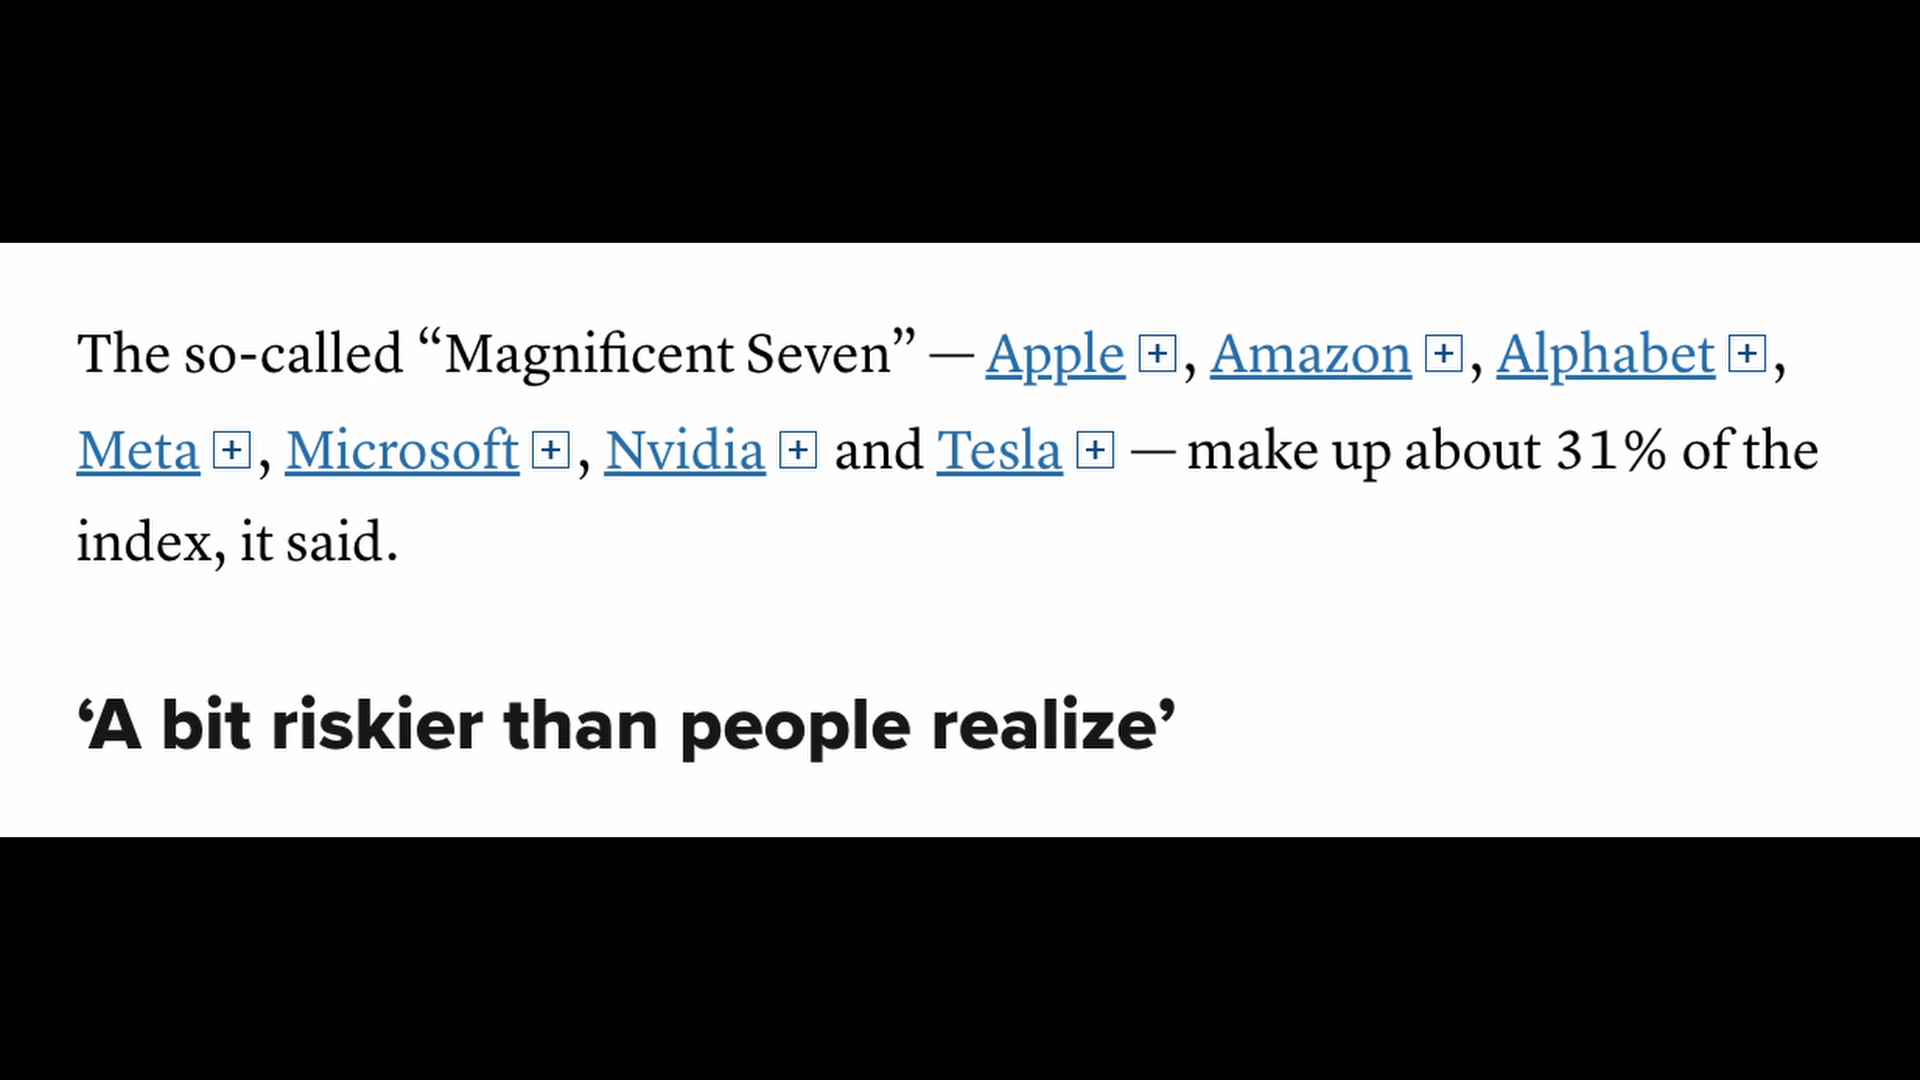 The so-called “Magnificent Seven” — Apple +, Amazon +, Alphabet +,
Meta +, Microsoft +, Nvidia + and Tesla + — make up about 31% of the
index, it said.
‘A bit riskier than people realize’